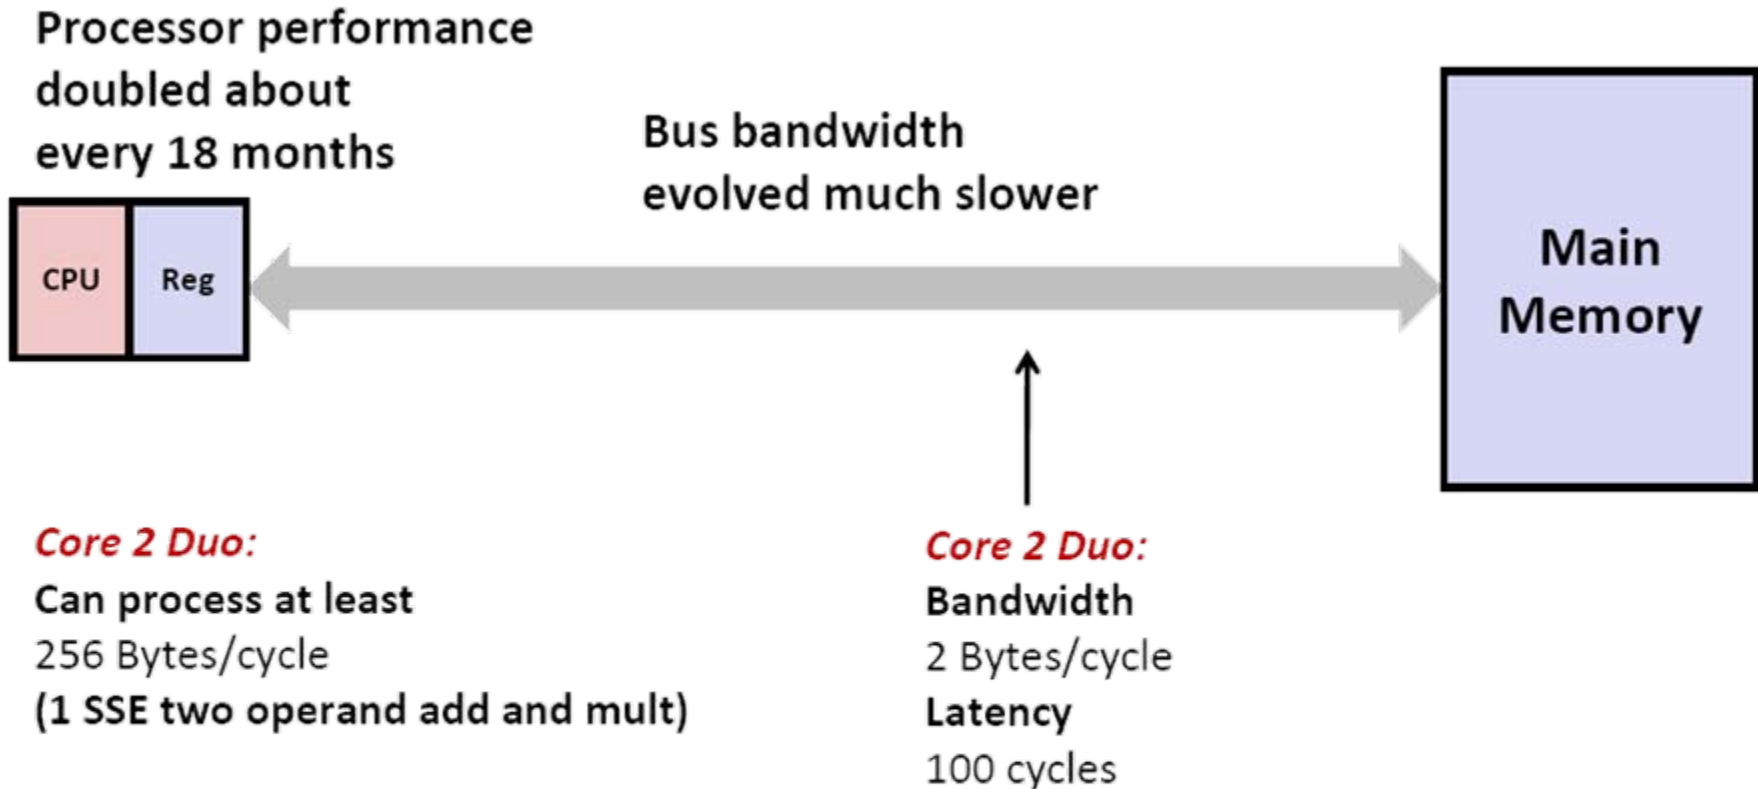 Processor performance
doubled about
every 18 months
Bus bandwidth
evolved much slower
CPU
Reg
Main
Memory
Core 2 Duo:
Can process at least
256 Bytes/cycle
(1 SSE two operand add and mult)
Core 2 Duo:
Bandwidth
2 Bytes/cycle
Latency
100 cycles